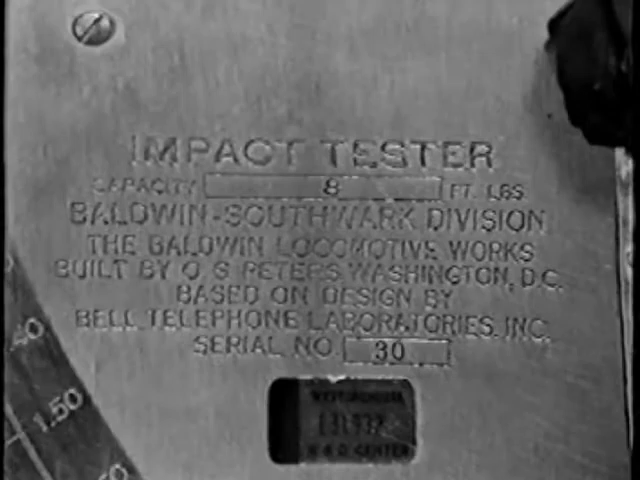 IMPACT TESTER
CAPACITY 8 FT. LBS
BALDWIN-SOUTHWARK DIVISION
THE BALDWIN LOCOMOTIVE WORKS
BUILT BY O S PETERS WASHINGTON, D.C.
BASED ON DESIGN BY
BELL TELEPHONE LABORATORIES, INC.
SERIAL NO. 30
R & D CENTER
.40
1.50